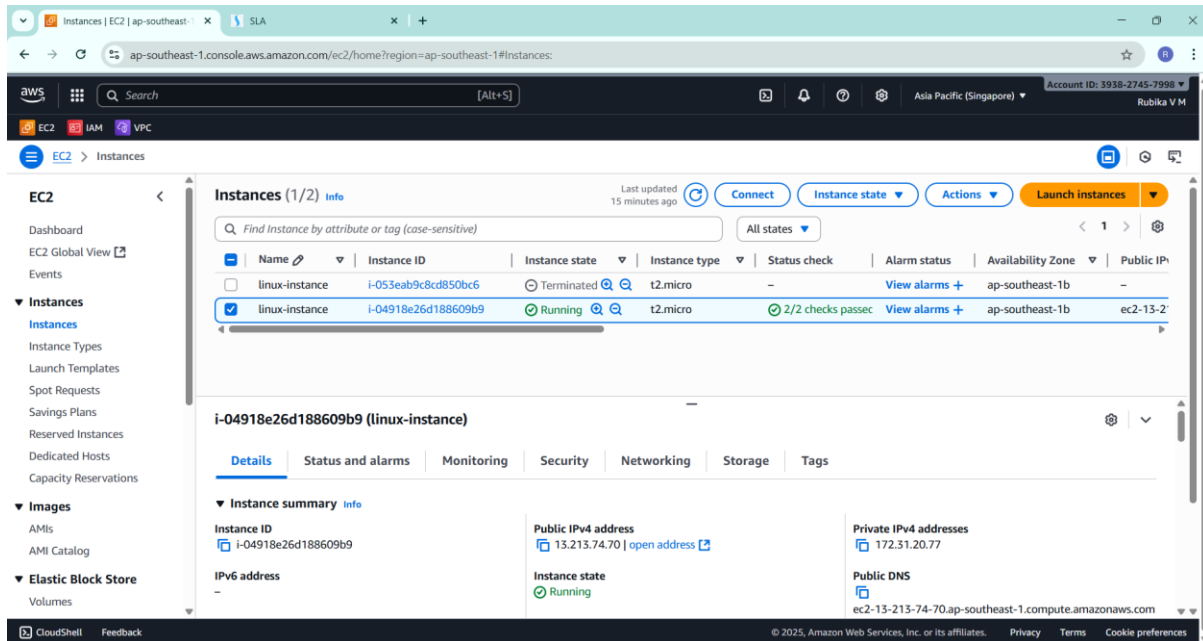 Instances | EC2 | ap-southeast-
SLA
ap-southeast-1.console.aws.amazon.com/ec2/home?region=ap-southeast-1#Instances:
R
aws
Search [Alt+S]
Asia Pacific (Singapore)
Account ID: 3938-2745-7998
Rubika V M
EC2 IAM VPC
EC2 > Instances
EC2
Dashboard
EC2 Global View
Events
Instances
Instances
Instance Types
Launch Templates
Spot Requests
Savings Plans
Reserved Instances
Dedicated Hosts
Capacity Reservations
Images
AMIs
AMI Catalog
Elastic Block Store
Volumes
Instances (1/2) Info
Last updated
15 minutes ago
Connect Instance state Actions Launch instances
Find Instance by attribute or tag (case-sensitive)
All states
1
Name Instance ID Instance state Instance type Status check Alarm status Availability Zone Public IPv
linux-instance i-053eab9c8cd850bc6 Terminated t2.micro – View alarms + ap-southeast-1b –
linux-instance i-04918e26d188609b9 Running t2.micro 2/2 checks passec View alarms + ap-southeast-1b ec2-13-2
i-04918e26d188609b9 (linux-instance)
Details Status and alarms Monitoring Security Networking Storage Tags
Instance summary Info
Instance ID
i-04918e26d188609b9
Public IPv4 address
13.213.74.70 | open address
Private IPv4 addresses
172.31.20.77
IPv6 address
–
Instance state
Running
Public DNS
ec2-13-213-74-70.ap-southeast-1.compute.amazonaws.com
CloudShell Feedback
© 2025, Amazon Web Services, Inc. or its affiliates. Privacy Terms Cookie preferences